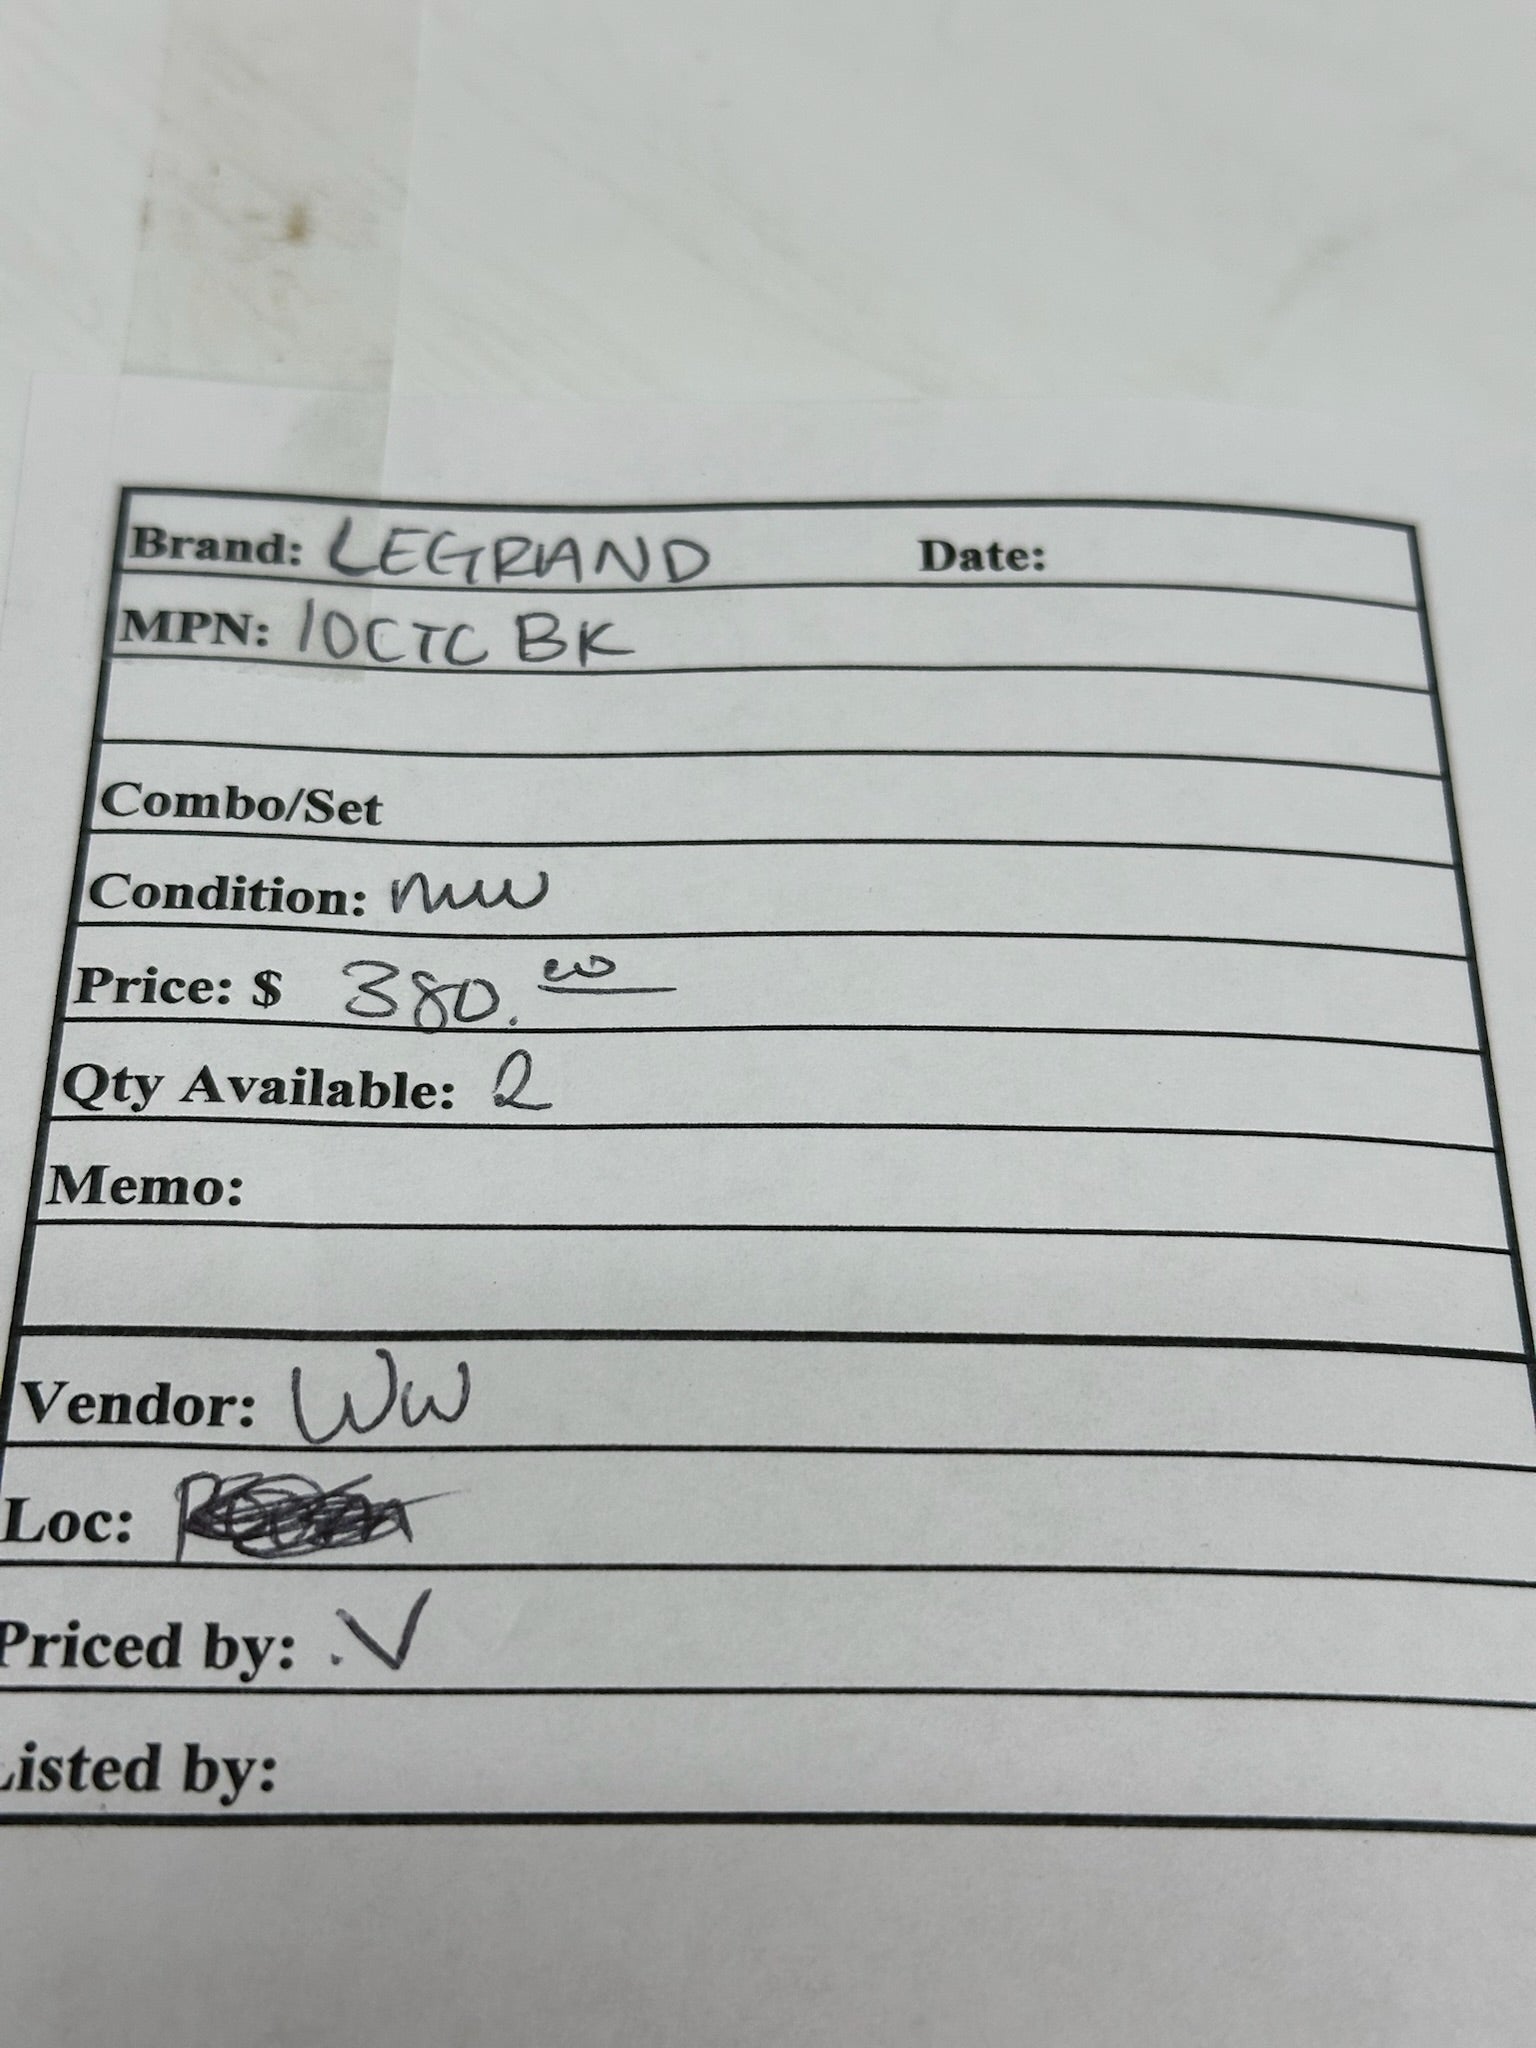 Brand: LEGRAND Date:
MPN: 10CTC BK
Combo/Set
Condition: new
Price: $ 380.00
Qty Available: 2
Memo:
Vendor: WW
Loc:
Priced by: .V
Listed by: